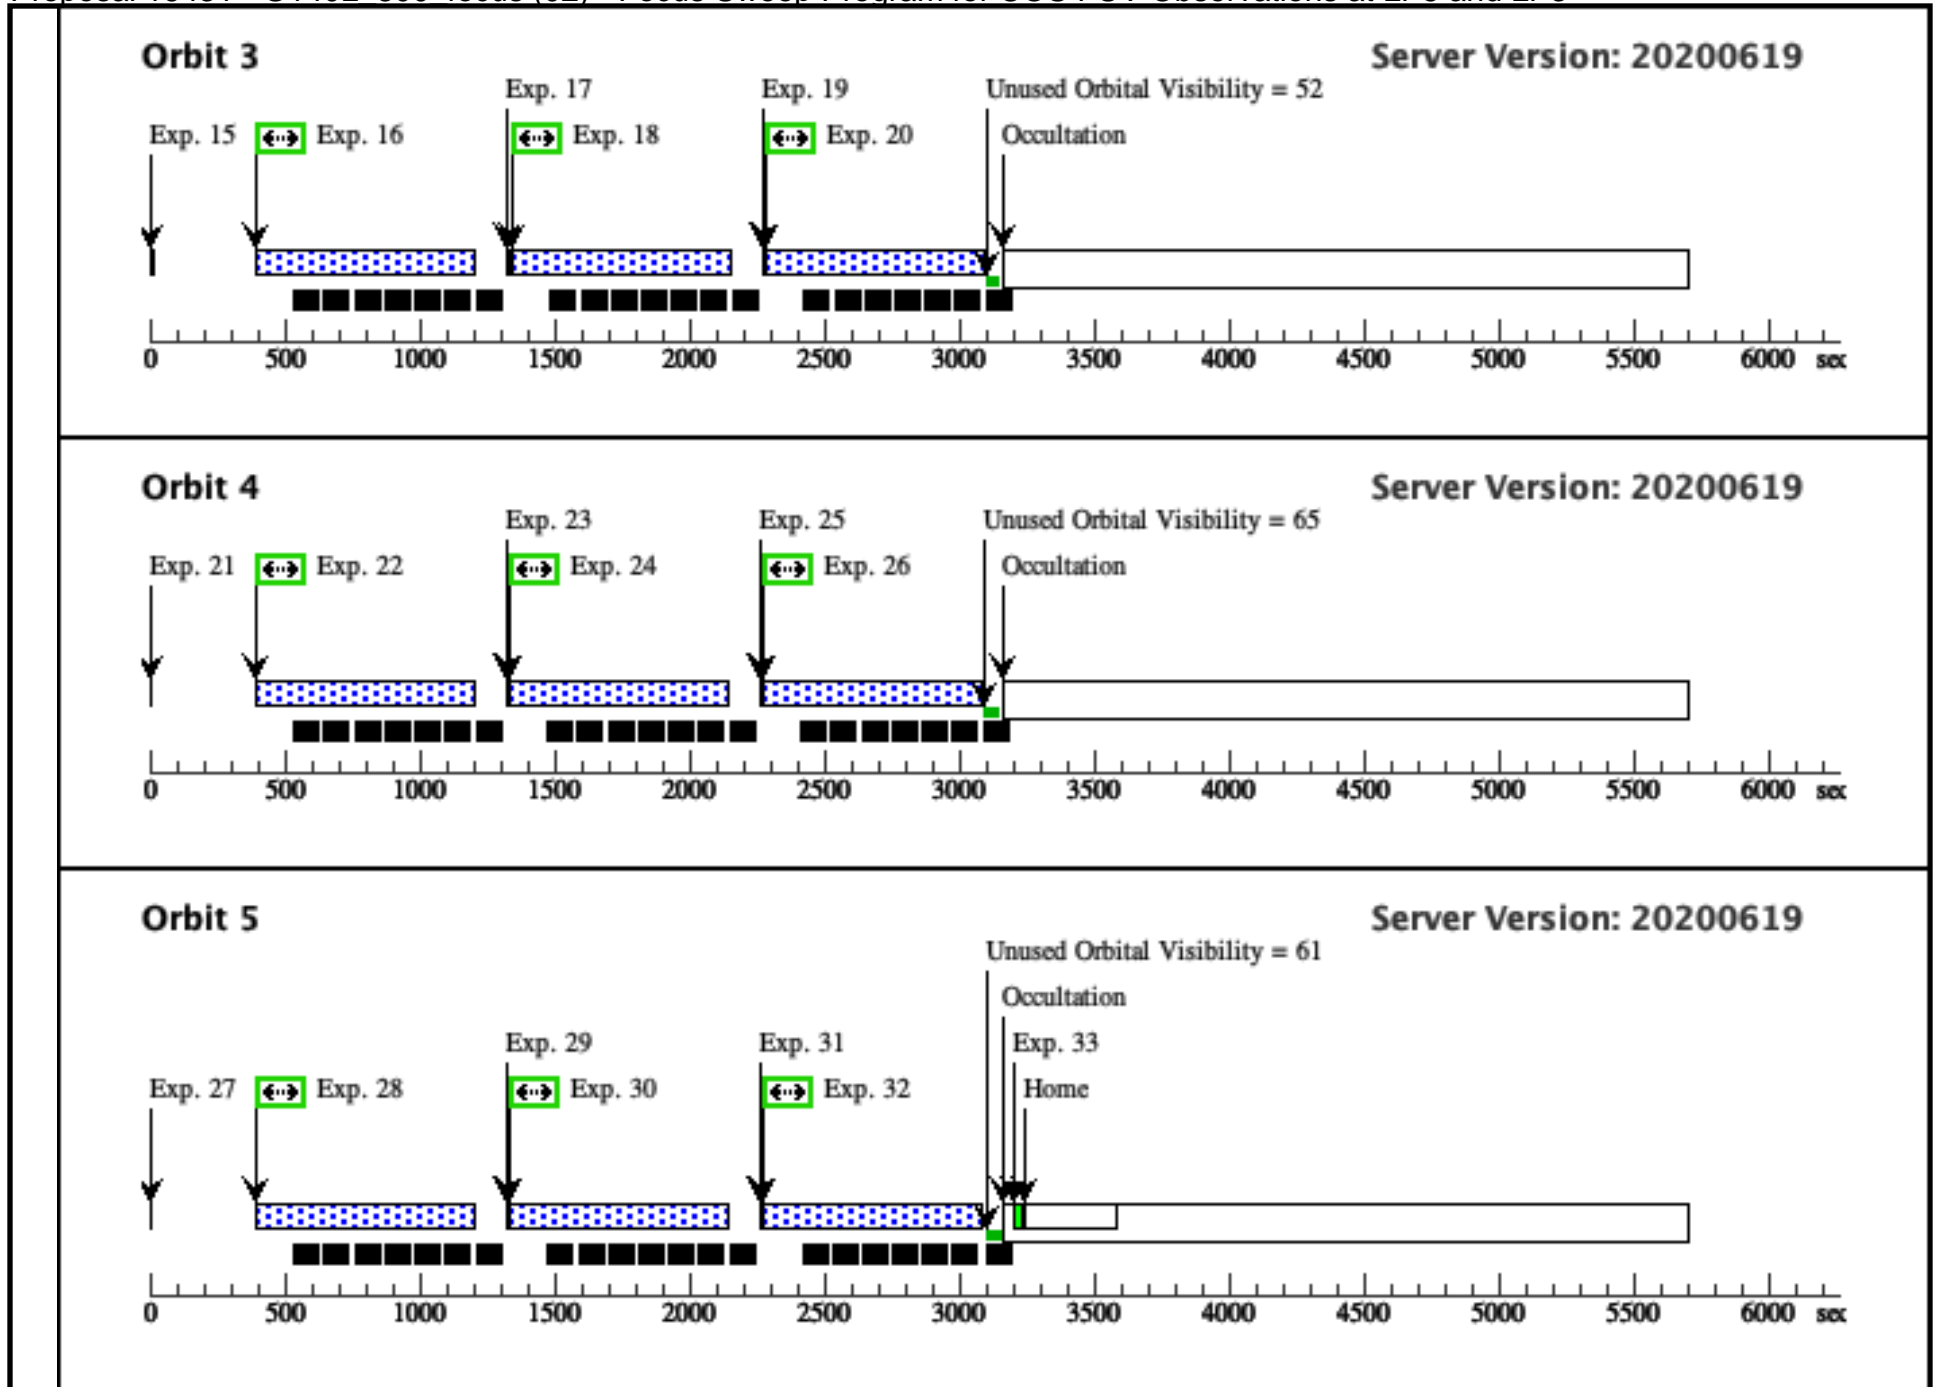 Orbit 3 Server Version: 20200619
Exp. 17 Exp. 19 Unused Orbital Visibility = 52
Exp. 15 Exp. 16 Exp. 18 Exp. 20 Occultation
0 500 1000 1500 2000 2500 3000 3500 4000 4500 5000 5500 6000 sec
Orbit 4 Server Version: 20200619
Exp. 23 Exp. 25 Unused Orbital Visibility = 65
Exp. 21 Exp. 22 Exp. 24 Exp. 26 Occultation
0 500 1000 1500 2000 2500 3000 3500 4000 4500 5000 5500 6000 sec
Orbit 5 Server Version: 20200619
Unused Orbital Visibility = 61
Occultation
Exp. 29 Exp. 31 Exp. 33
Exp. 27 Exp. 28 Exp. 30 Exp. 32 Home
0 500 1000 1500 2000 2500 3000 3500 4000 4500 5000 5500 6000 sec